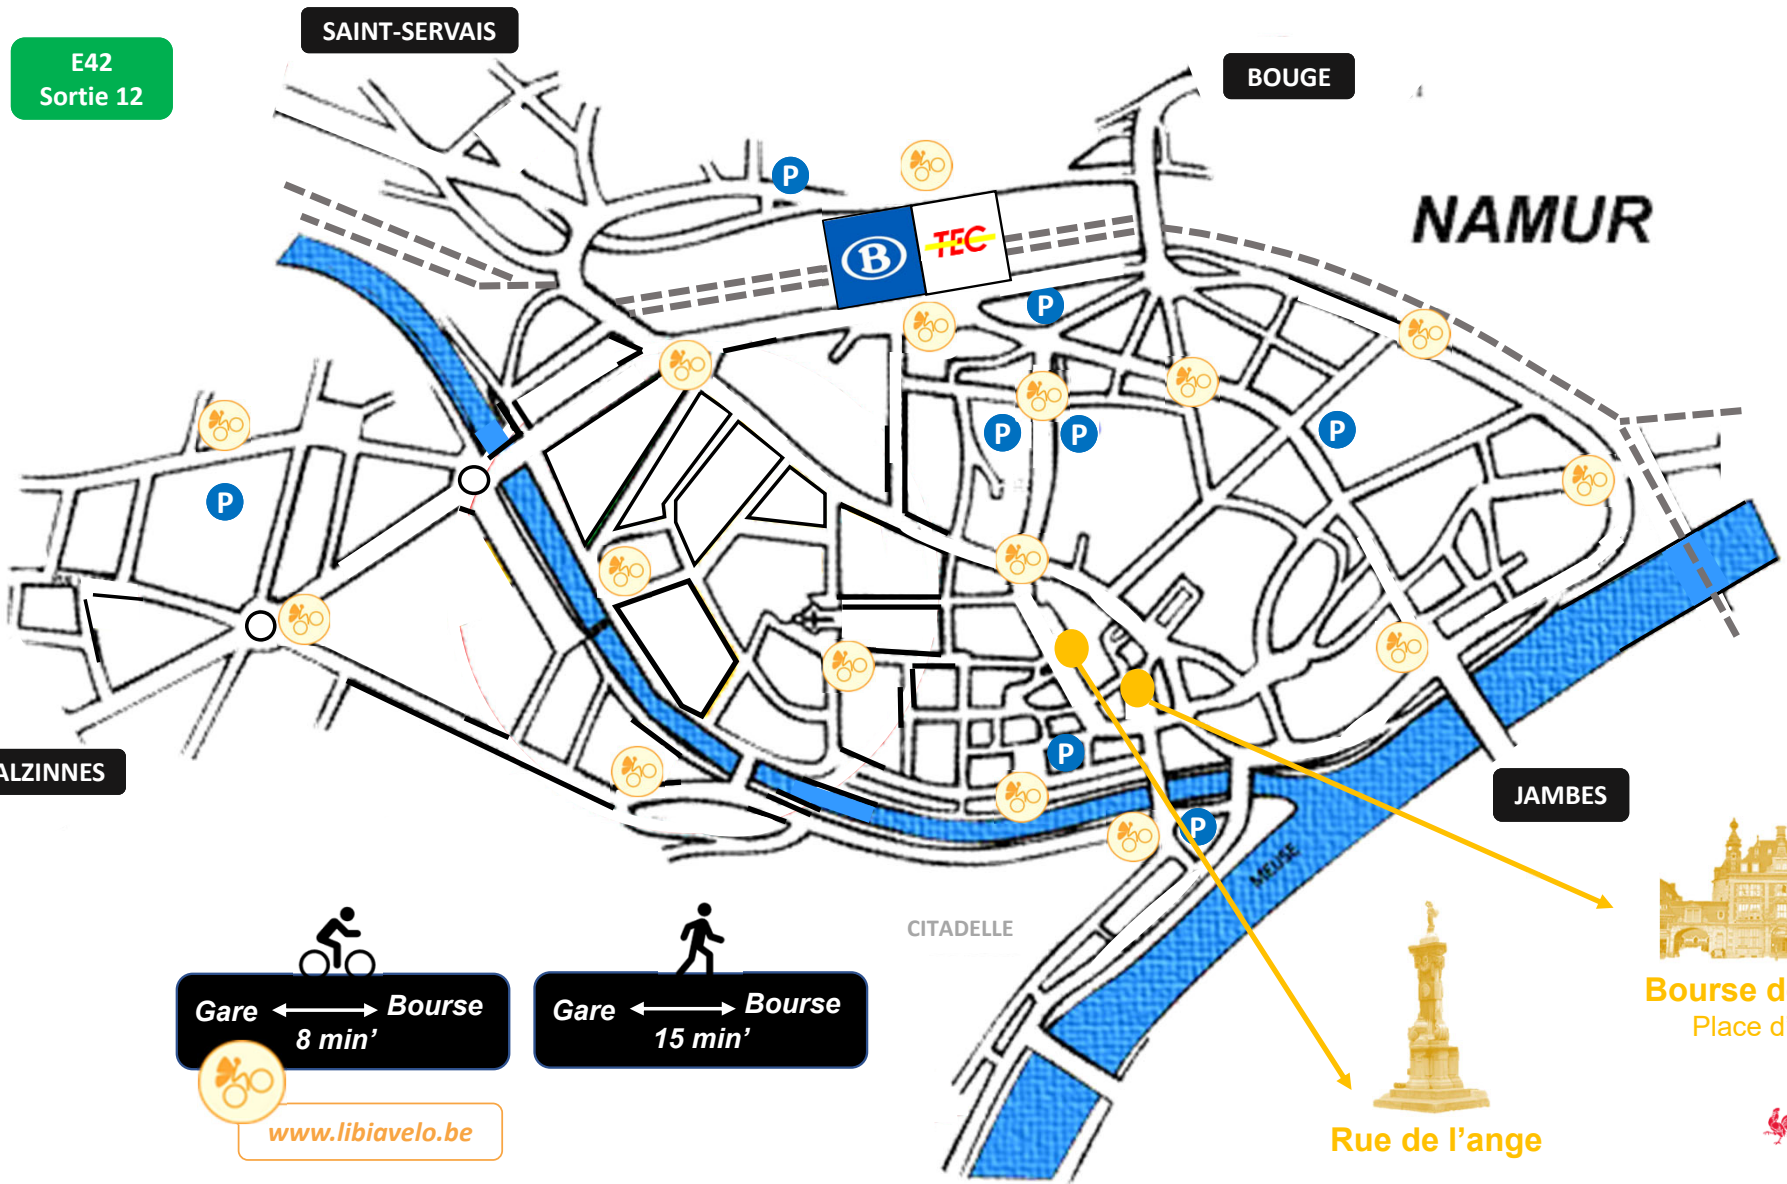 SAINT-SERVAIS
E42
Sortie 12
BOUGE
P
NAMUR
B
TEC
P
P
P
P
P
ALZINNES
P
JAMBES
P
MEUSE
CITADELLE
Gare Bourse
8 min’
Gare Bourse
15 min’
Bourse d
Place d
www.libiavelo.be
Rue de l’ange